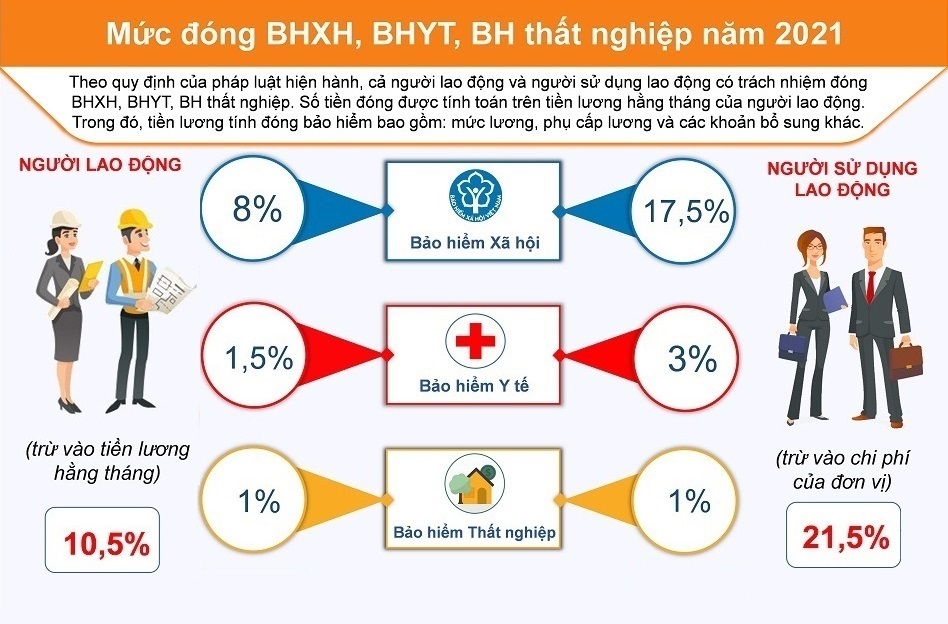 Mức đóng BHXH, BHYT, BH thất nghiệp năm 2021
Theo quy định của pháp luật hiện hành, cả người lao động và người sử dụng lao động có trách nhiệm đóng
BHXH, BHYT, BH thất nghiệp. Số tiền đóng được tính toán trên tiền lương hằng tháng của người lao động.
Trong đó, tiền lương tính đóng bảo hiểm bao gồm: mức lương, phụ cấp lương và các khoản bổ sung khác.
NGƯỜI LAO ĐỘNG
NGƯỜI SỬ DỤNG
LAO ĐỘNG
8%
BẢO HIỂM XÃ HỘI VIỆT NAM
Bảo hiểm Xã hội
17,5%
1,5%
Bảo hiểm Y tế
3%
(trừ vào tiền lương
hằng tháng)
10,5%
1%
$
Bảo hiểm Thất nghiệp
1%
(trừ vào chi phí
của đơn vị)
21,5%